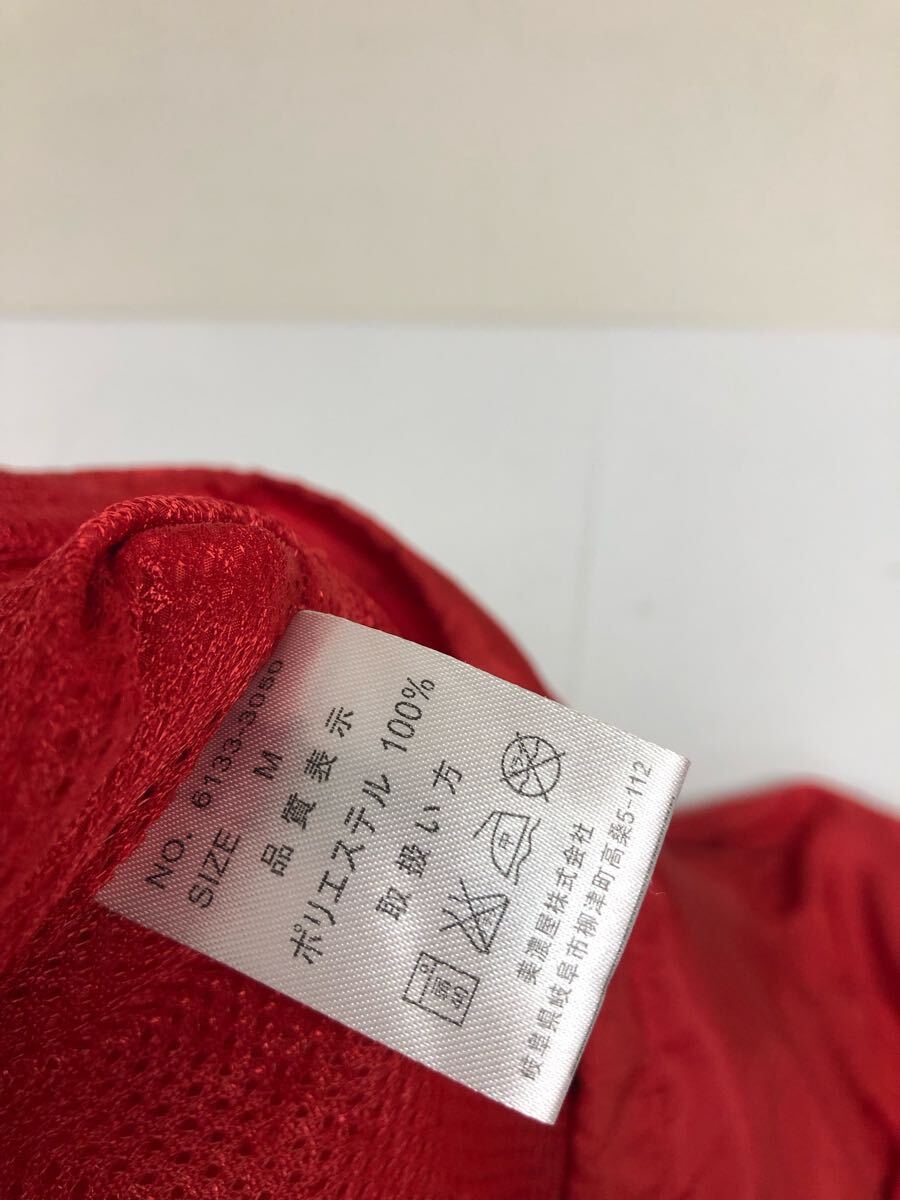 NO. 6133-3050
SIZE M
品質表示
ポリエステル 100%
取扱い方
美濃屋株式会社
岐阜県岐阜市柳津町高桑5-112